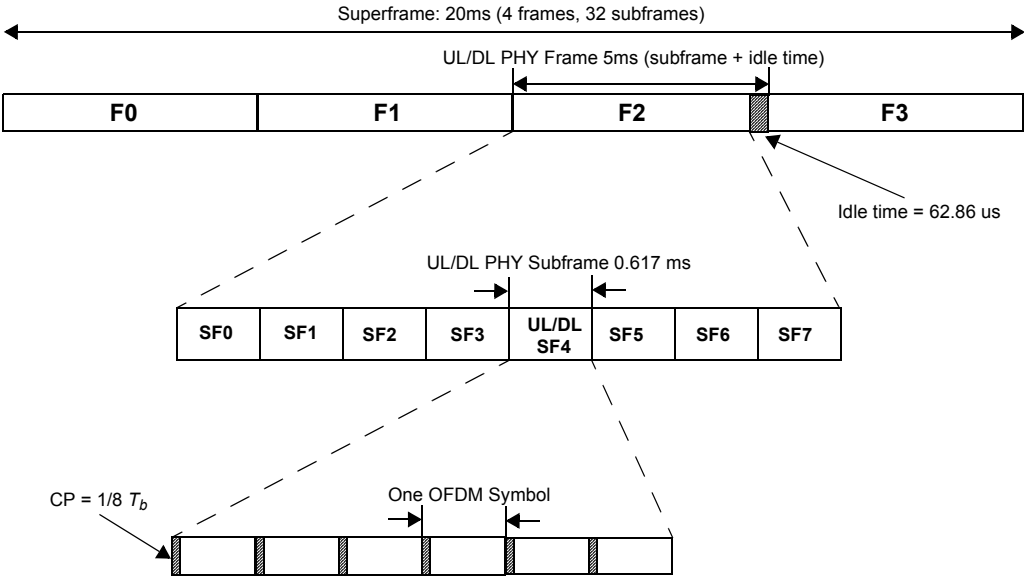 Superframe: 20ms (4 frames, 32 subframes)
UL/DL PHY Frame 5ms (subframe + idle time)
F0 F1 F2 F3
Idle time = 62.86 us
UL/DL PHY Subframe 0.617 ms
SF0 SF1 SF2 SF3 UL/DL SF4 SF5 SF6 SF7
CP = 1/8 Tb
One OFDM Symbol